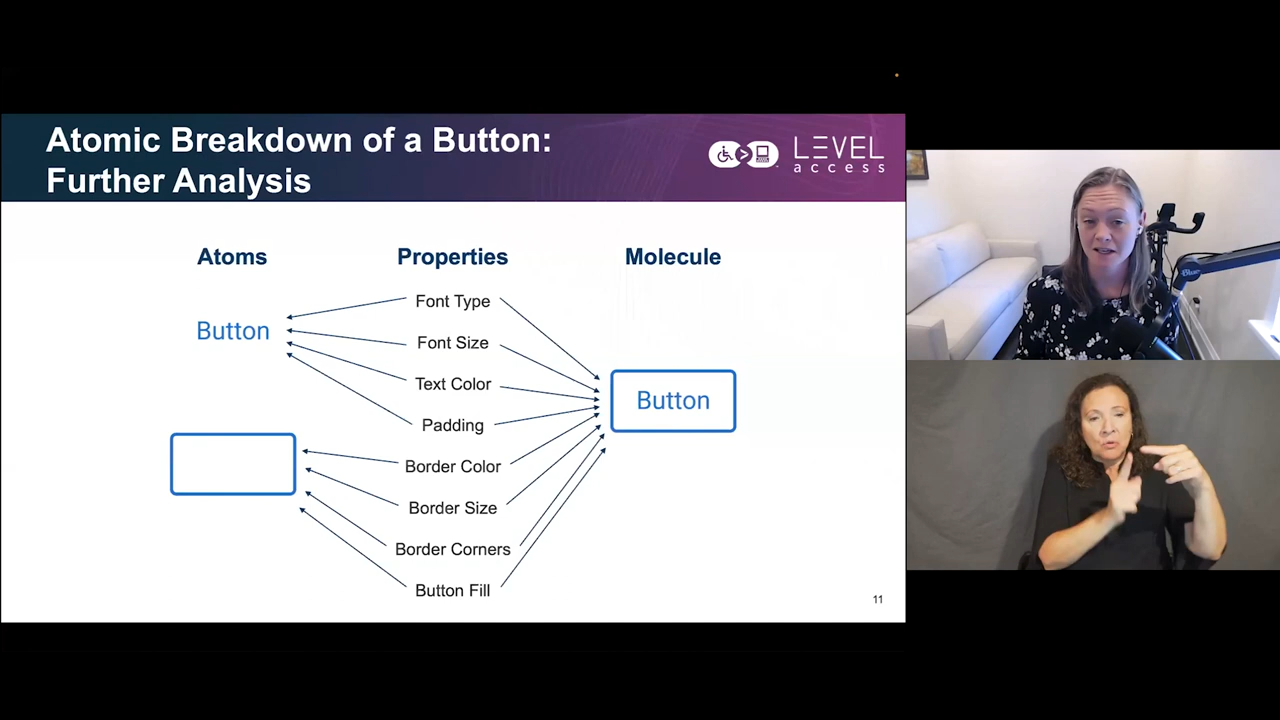 Atomic Breakdown of a Button:
Further Analysis
LEVEL
access
Atoms
Properties
Molecule
Button
Font Type
Font Size
Text Color
Padding
Border Color
Border Size
Border Corners
Button Fill
Button
11
Blue